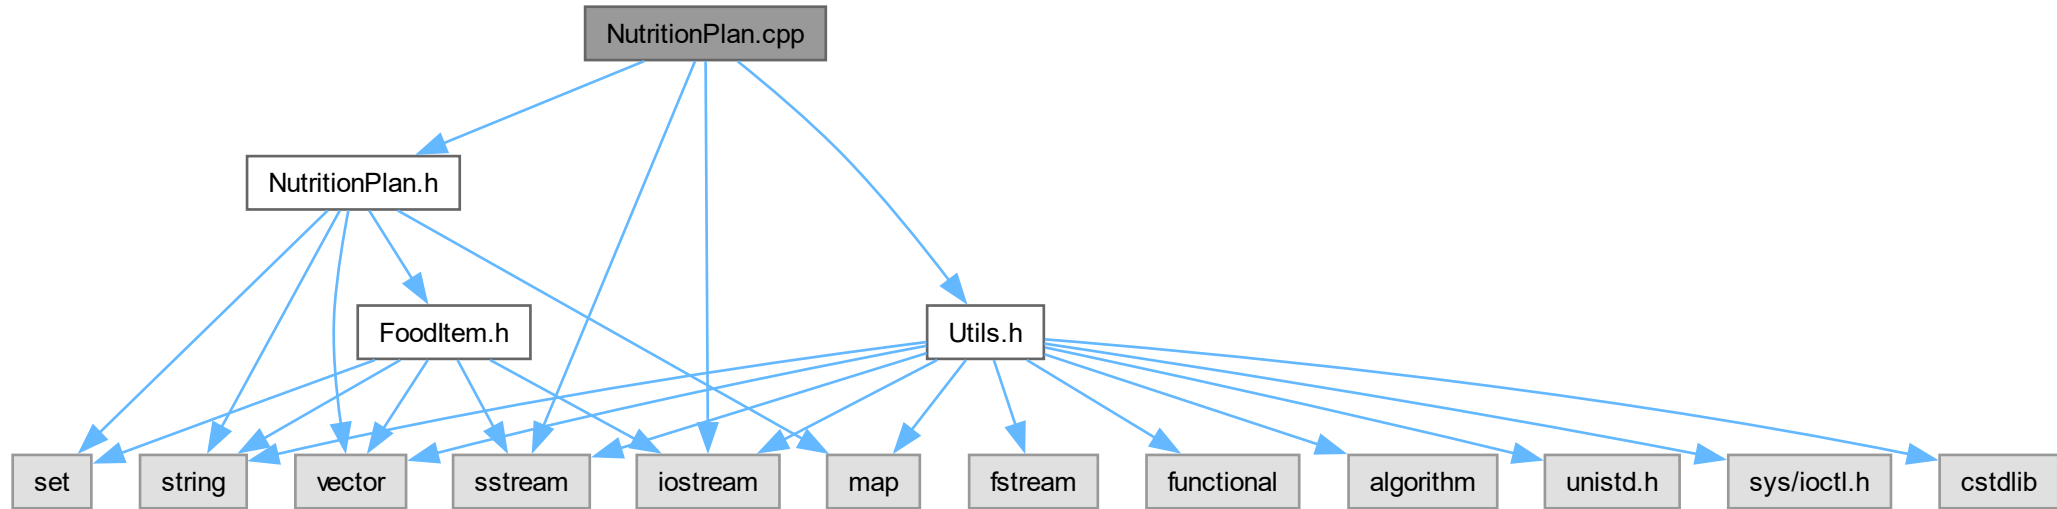 NutritionPlan.cpp
NutritionPlan.h
FoodItem.h
Utils.h
set
string
vector
sstream
iostream
map
fstream
functional
algorithm
unistd.h
sys/ioctl.h
cstdlib